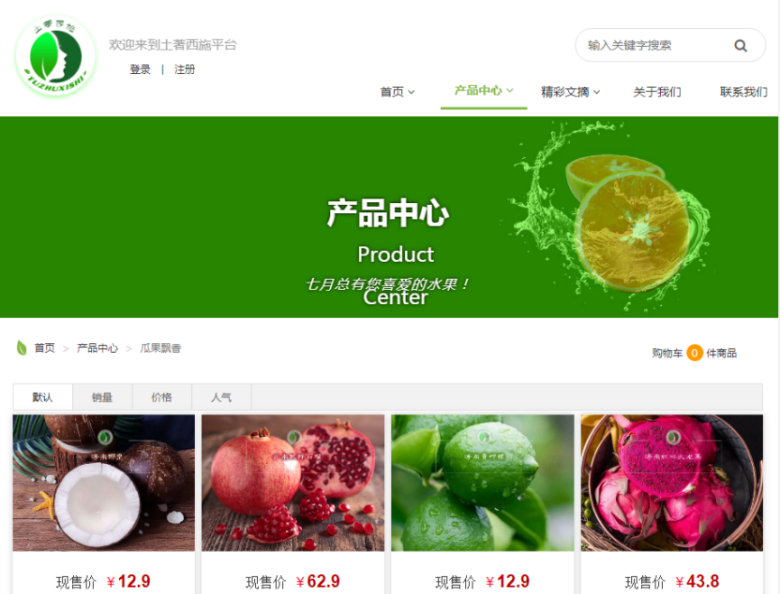 土著西施
TUZHUXISHI
欢迎来到土著西施平台
登录 | 注册
输入关键字搜索
首页 产品中心 精彩文摘 关于我们 联系我们
产品中心
Product
七月总有您喜爱的水果！
Center
首页 > 产品中心 > 瓜果飘香
购物车 0 件商品
默认 销量 价格 人气
现售价 ￥12.9
现售价 ￥62.9
现售价 ￥12.9
现售价 ￥43.8